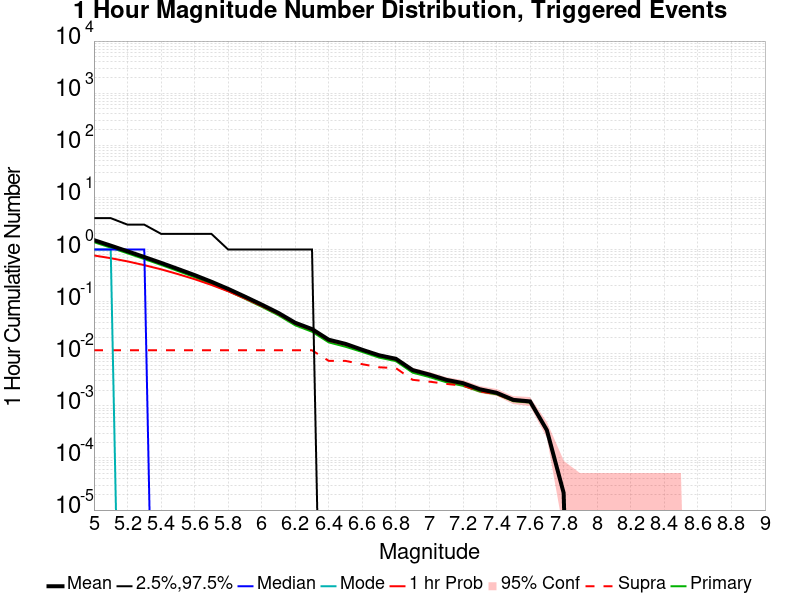 1 Hour Magnitude Number Distribution, Triggered Events
1 Hour Cumulative Number
10^4
10^3
10^2
10^1
10^0
10^-1
10^-2
10^-3
10^-4
10^-5
5 5.2 5.4 5.6 5.8 6 6.2 6.4 6.6 6.8 7 7.2 7.4 7.6 7.8 8 8.2 8.4 8.6 8.8 9
Magnitude
Mean 2.5%,97.5% Median Mode 1 hr Prob 95% Conf Supra Primary